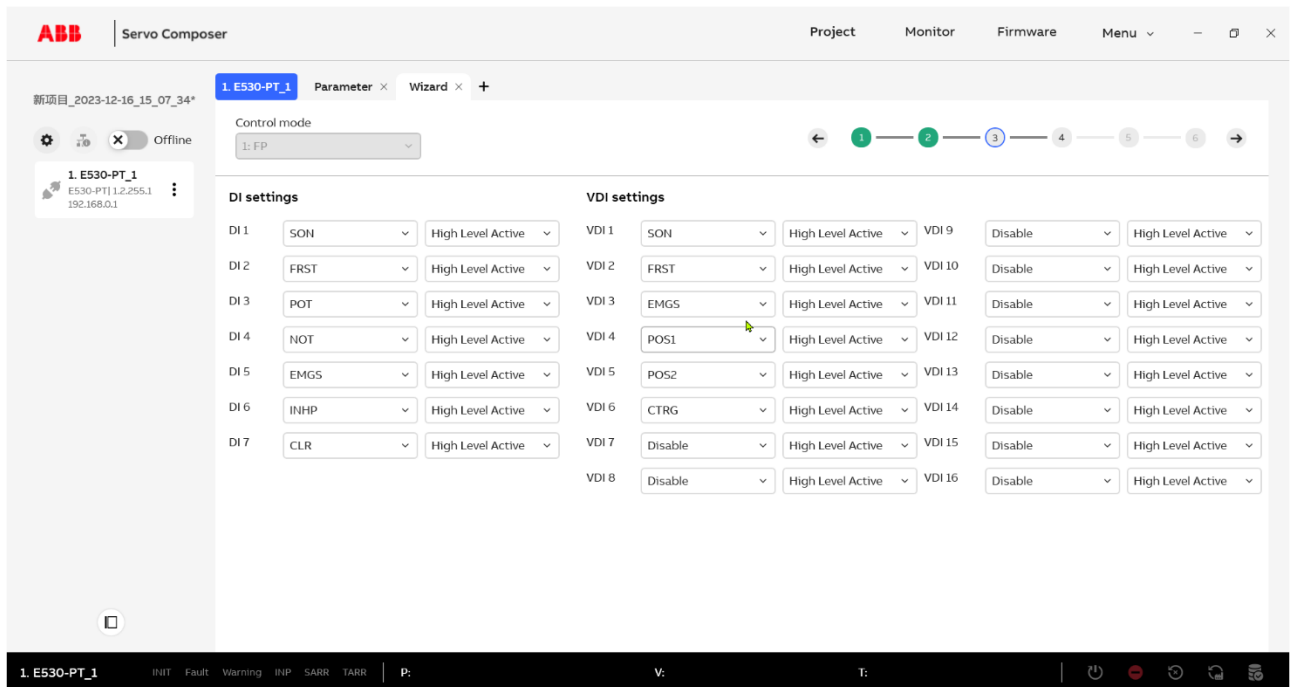 ABB Servo Composer Project Monitor Firmware Menu
新项目_2023-12-16_15_07_34*
Offline
1. E530-PT_1
E530-PT| 1.2.255.1
192.168.0.1
1. E530-PT_1 Parameter Wizard
Control mode
1: FP
1 2 3 4 5 6
DI settings VDI settings
DI 1 SON High Level Active VDI 1 SON High Level Active VDI 9 Disable High Level Active
DI 2 FRST High Level Active VDI 2 FRST High Level Active VDI 10 Disable High Level Active
DI 3 POT High Level Active VDI 3 EMGS High Level Active VDI 11 Disable High Level Active
DI 4 NOT High Level Active VDI 4 POS1 High Level Active VDI 12 Disable High Level Active
DI 5 EMGS High Level Active VDI 5 POS2 High Level Active VDI 13 Disable High Level Active
DI 6 INHP High Level Active VDI 6 CTRG High Level Active VDI 14 Disable High Level Active
DI 7 CLR High Level Active VDI 7 Disable High Level Active VDI 15 Disable High Level Active
VDI 8 Disable High Level Active VDI 16 Disable High Level Active
1. E530-PT_1 INIT Fault Warning INP SARR TARR P: V: T: